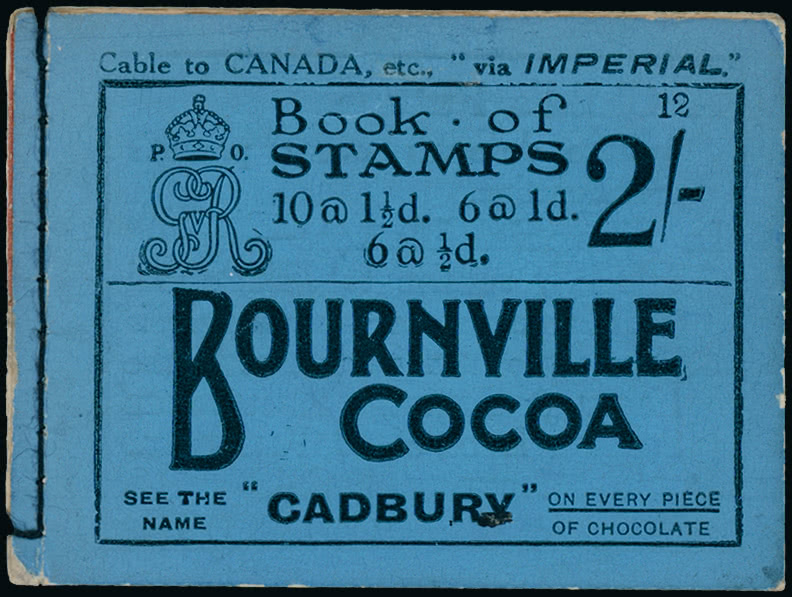 Cable to CANADA, etc., "via IMPERIAL."
12
P. O.
GvR
Book · of
STAMPS
2/-
10 @ 1½d. 6 @ 1d.
6 @ ½d.
BOURNVILLE
COCOA
SEE THE
NAME
"CADBURY"
ON EVERY PIECE
OF CHOCOLATE